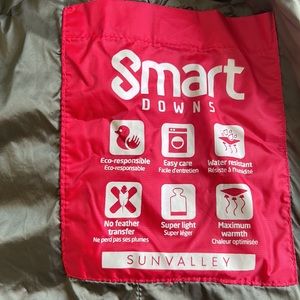 Smart
DOWNS
Eco-responsible
Eco-responsable
Easy care
Facile d'entretien
Water resistant
Résiste à l'humidité
No feather
transfer
Ne perd pas ses plumes
Super light
Super léger
Maximum
warmth
Chaleur optimisée
SUNVALLEY